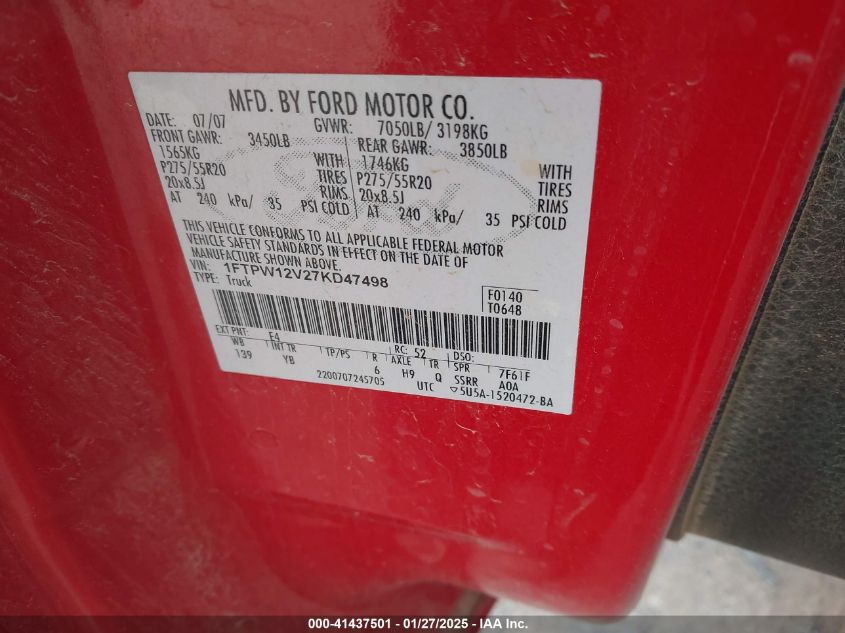 MFD. BY FORD MOTOR CO.
DATE: 07/07 GVWR: 7050LB/ 3198KG
FRONT GAWR: 3450LB REAR GAWR: 3850LB
1565KG WITH 1746KG WITH
P275/55R20 TIRES P275/55R20 TIRES
20x8.5J RIMS 20x8.5J RIMS
AT 240 kPa/ 35 PSI COLD AT 240 kPa/ 35 PSI COLD
THIS VEHICLE CONFORMS TO ALL APPLICABLE FEDERAL MOTOR
VEHICLE SAFETY STANDARDS IN EFFECT ON THE DATE OF
MANUFACTURE SHOWN ABOVE.
VIN: 1FTPW12V27KD47498
TYPE: Truck
F0140
T0648
EXT PNT: E4 RC: 52 DSO:
WB INT TR TP/PS R AXLE TR SPR 7F61F
139 YB 6 H9 Q SSRR A0A
2200707245705 UTC ▽5U5A-1520472-BA
Ford
000-41437501 - 01/27/2025 - IAA Inc.